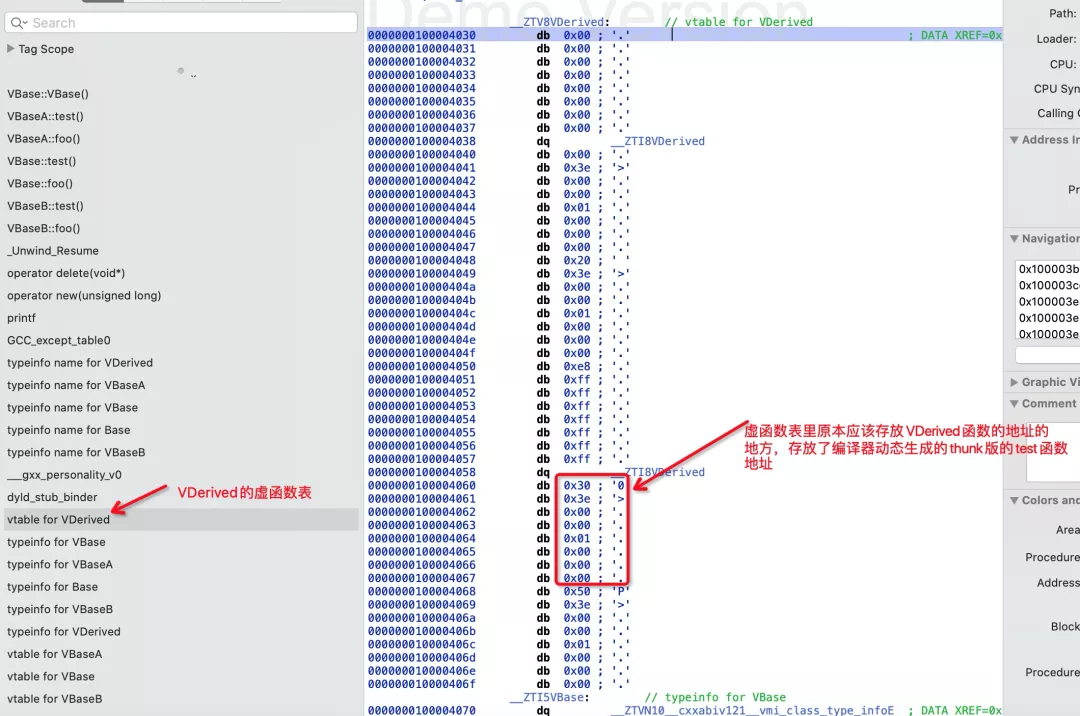 Demo Version
Search
Tag Scope
..
VBase::VBase()
VBaseA::test()
VBaseA::foo()
VBase::test()
VBase::foo()
VBaseB::test()
VBaseB::foo()
_Unwind_Resume
operator delete(void*)
operator new(unsigned long)
printf
GCC_except_table0
typeinfo name for VDerived
typeinfo name for VBaseA
typeinfo name for VBase
typeinfo name for Base
typeinfo name for VBaseB
___gxx_personality_v0
dyld_stub_binder
vtable for VDerived
typeinfo for VBase
typeinfo for VBaseA
typeinfo for Base
typeinfo for VBaseB
typeinfo for VDerived
vtable for VBaseA
vtable for VBase
vtable for VBaseB
VDerived的虚函数表
__ZTV8VDerived: // vtable for VDerived
0000000100004030 db 0x00 ; '.' ; DATA XREF=0x
0000000100004031 db 0x00 ; '.'
0000000100004032 db 0x00 ; '.'
0000000100004033 db 0x00 ; '.'
0000000100004034 db 0x00 ; '.'
0000000100004035 db 0x00 ; '.'
0000000100004036 db 0x00 ; '.'
0000000100004037 db 0x00 ; '.'
0000000100004038 dq __ZTI8VDerived
0000000100004040 db 0x00 ; '.'
0000000100004041 db 0x3e ; '>'
0000000100004042 db 0x00 ; '.'
0000000100004043 db 0x00 ; '.'
0000000100004044 db 0x01 ; '.'
0000000100004045 db 0x00 ; '.'
0000000100004046 db 0x00 ; '.'
0000000100004047 db 0x00 ; '.'
0000000100004048 db 0x20 ; '.'
0000000100004049 db 0x3e ; '>'
000000010000404a db 0x00 ; '.'
000000010000404b db 0x00 ; '.'
000000010000404c db 0x01 ; '.'
000000010000404d db 0x00 ; '.'
000000010000404e db 0x00 ; '.'
000000010000404f db 0x00 ; '.'
0000000100004050 db 0xe8 ; '.'
0000000100004051 db 0xff ; '.'
0000000100004052 db 0xff ; '.'
0000000100004053 db 0xff ; '.'
0000000100004054 db 0xff ; '.'
0000000100004055 db 0xff ; '.'
0000000100004056 db 0xff ; '.'
0000000100004057 db 0xff ; '.'
0000000100004058 dq __ZTI8VDerived
0000000100004060 db 0x30 ; '0
0000000100004061 db 0x3e ; '>
0000000100004062 db 0x00 ; '.
0000000100004063 db 0x00 ; '.
0000000100004064 db 0x01 ; '.
0000000100004065 db 0x00 ; '.
0000000100004066 db 0x00 ; '.
0000000100004067 db 0x00 ; '.
0000000100004068 db 0x50 ; 'P'
0000000100004069 db 0x3e ; '>'
000000010000406a db 0x00 ; '.'
000000010000406b db 0x00 ; '.'
000000010000406c db 0x01 ; '.'
000000010000406d db 0x00 ; '.'
000000010000406e db 0x00 ; '.'
000000010000406f db 0x00 ; '.'
__ZTI5VBase: // typeinfo for VBase
0000000100004070 dq __ZTVN10__cxxabiv121__vmi_class_type_infoE ; DATA XREF=0x
虚函数表里原本应该存放VDerived函数的地址的
地方，存放了编译器动态生成的thunk版的test函数
地址
Path:
Loader:
CPU:
CPU Syn
Calling C
Address In
Pr
Navigation
0x100003b
0x100003c
0x100003e
0x100003e
0x100003e
Graphic Vi
Comment
Colors and
Area
Procedure
Address
Block
Procedure